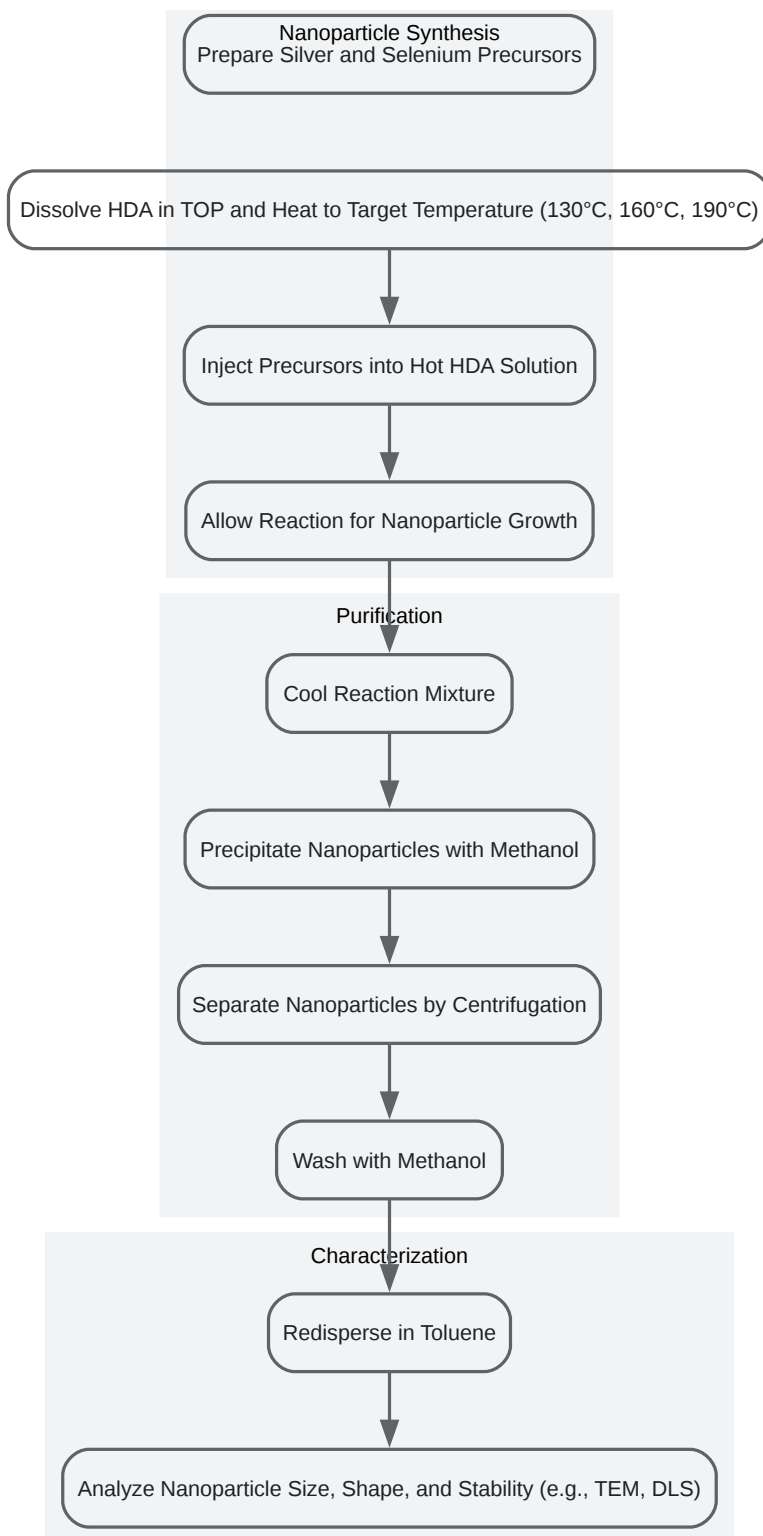 Nanoparticle Synthesis
Prepare Silver and Selenium Precursors
Dissolve HDA in TOP and Heat to Target Temperature (130°C, 160°C, 190°C)
Inject Precursors into Hot HDA Solution
Allow Reaction for Nanoparticle Growth
Purification
Cool Reaction Mixture
Precipitate Nanoparticles with Methanol
Separate Nanoparticles by Centrifugation
Wash with Methanol
Characterization
Redisperse in Toluene
Analyze Nanoparticle Size, Shape, and Stability (e.g., TEM, DLS)